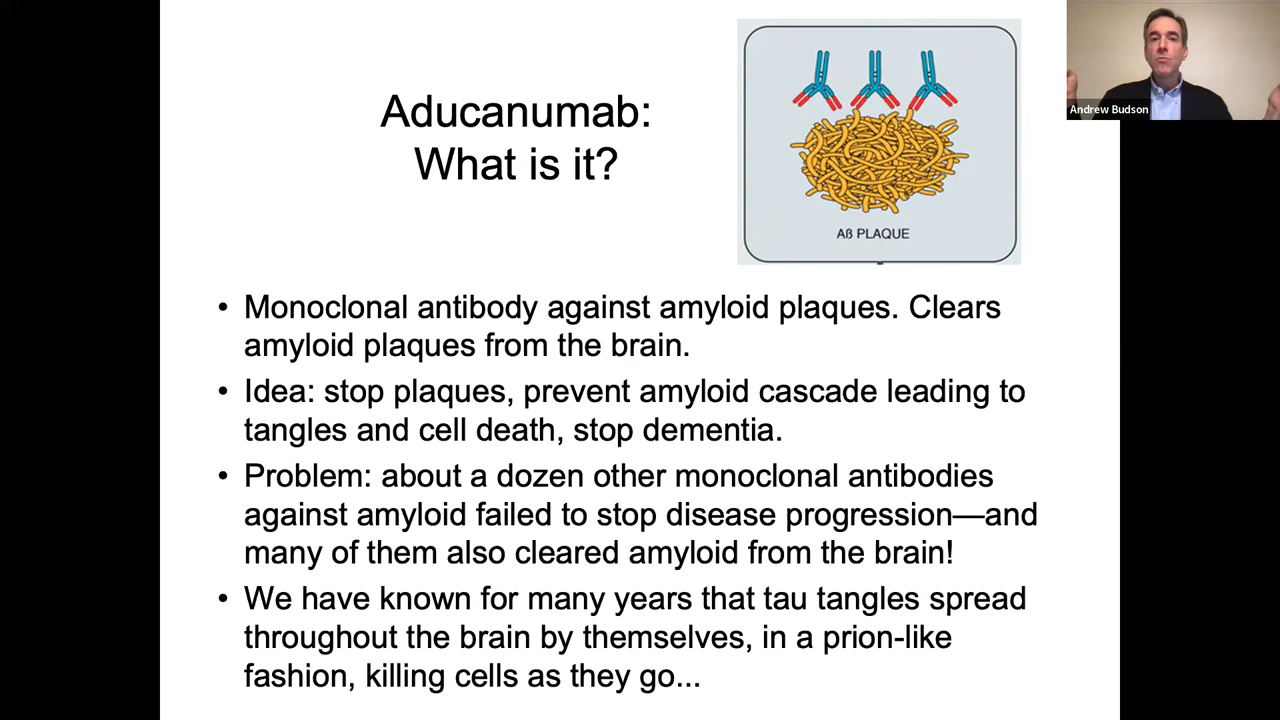 Aducanumab:
What is it?
Aß PLAQUE
Andrew Budson
• Monoclonal antibody against amyloid plaques. Clears
amyloid plaques from the brain.
• Idea: stop plaques, prevent amyloid cascade leading to
tangles and cell death, stop dementia.
• Problem: about a dozen other monoclonal antibodies
against amyloid failed to stop disease progression—and
many of them also cleared amyloid from the brain!
• We have known for many years that tau tangles spread
throughout the brain by themselves, in a prion-like
fashion, killing cells as they go...